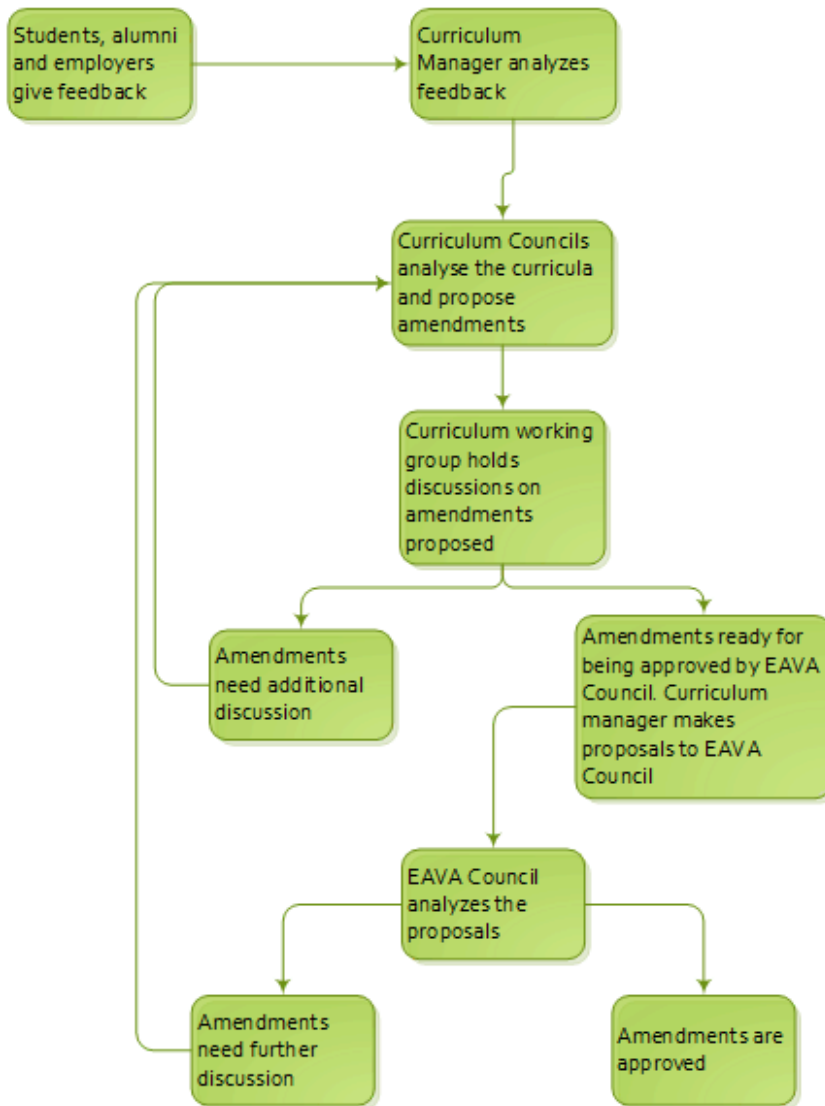 Students, alumni
and employers
give feedback
Curriculum
Manager analyzes
feedback
Curriculum Councils
analyse the curricula
and propose
amendments
Curriculum working
group holds
discussions on
amendments
proposed
Amendments
need additional
discussion
Amendments ready for
being approved by EAVA
Council. Curriculum
manager makes
proposals to EAVA
Council
EAVA Council
analyzes the
proposals
Amendments
need further
discussion
Amendments are
approved